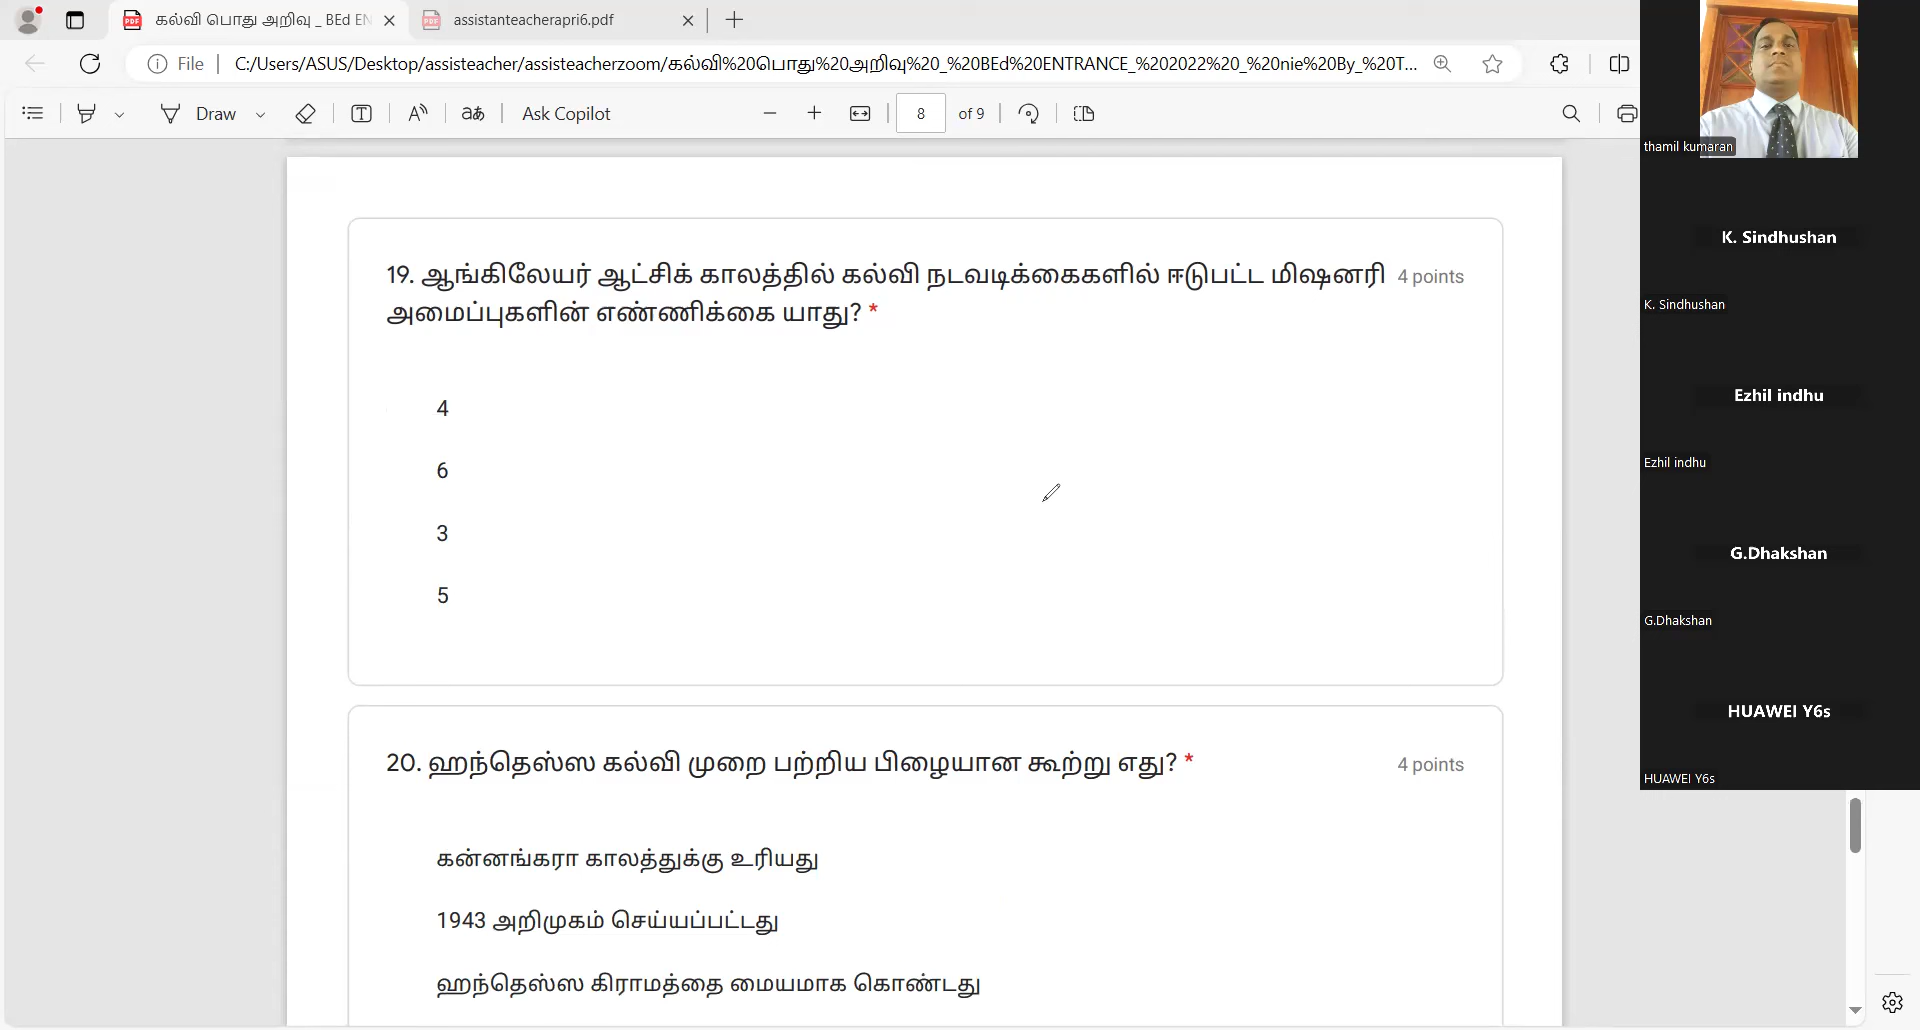 கல்வி பொது அறிவு _ BEd EN
assistanteacherapri6.pdf
File
C:/Users/ASUS/Desktop/assisteacher/assisteacherzoom/கல்வி%20பொது%20அறிவு%20_%20BEd%20ENTRANCE_%202022%20_%20nie%20By_%20T...
Draw
aあ
Ask Copilot
8
of 9
19. ஆங்கிலேயர் ஆட்சிக் காலத்தில் கல்வி நடவடிக்கைகளில் ஈடுபட்ட மிஷனரி
4 points
அமைப்புகளின் எண்ணிக்கை யாது? *
4
6
3
5
20. ஹந்தெஸ்ஸ கல்வி முறை பற்றிய பிழையான கூற்று எது? *
4 points
கன்னங்கரா காலத்துக்கு உரியது
1943 அறிமுகம் செய்யப்பட்டது
ஹந்தெஸ்ஸ கிராமத்தை மையமாக கொண்டது
thamil kumaran
K. Sindhushan
K. Sindhushan
Ezhil indhu
Ezhil indhu
G.Dhakshan
G.Dhakshan
HUAWEI Y6s
HUAWEI Y6s